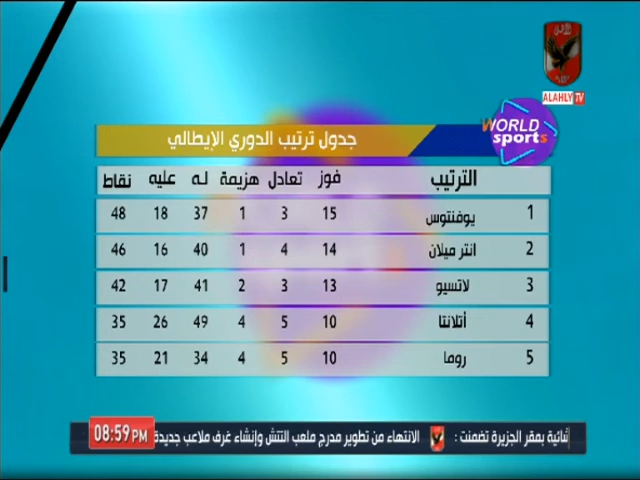 ALAHLY TV
WORLD
sports
جدول ترتيب الدوري الإيطالي
الترتيب فوز تعادل هزيمة له عليه نقاط
1 يوفنتوس 15 3 1 37 18 48
2 انتر ميلان 14 4 1 40 16 46
3 لاتسيو 13 3 2 41 17 42
4 أتلانتا 10 5 4 49 26 35
5 روما 10 5 4 34 21 35
بمقر الجزيرة تضمنت : الانتهاء من تطوير مدرج ملعب التتش وإنشاء غرف ملاعب جديدة
08:59 PM